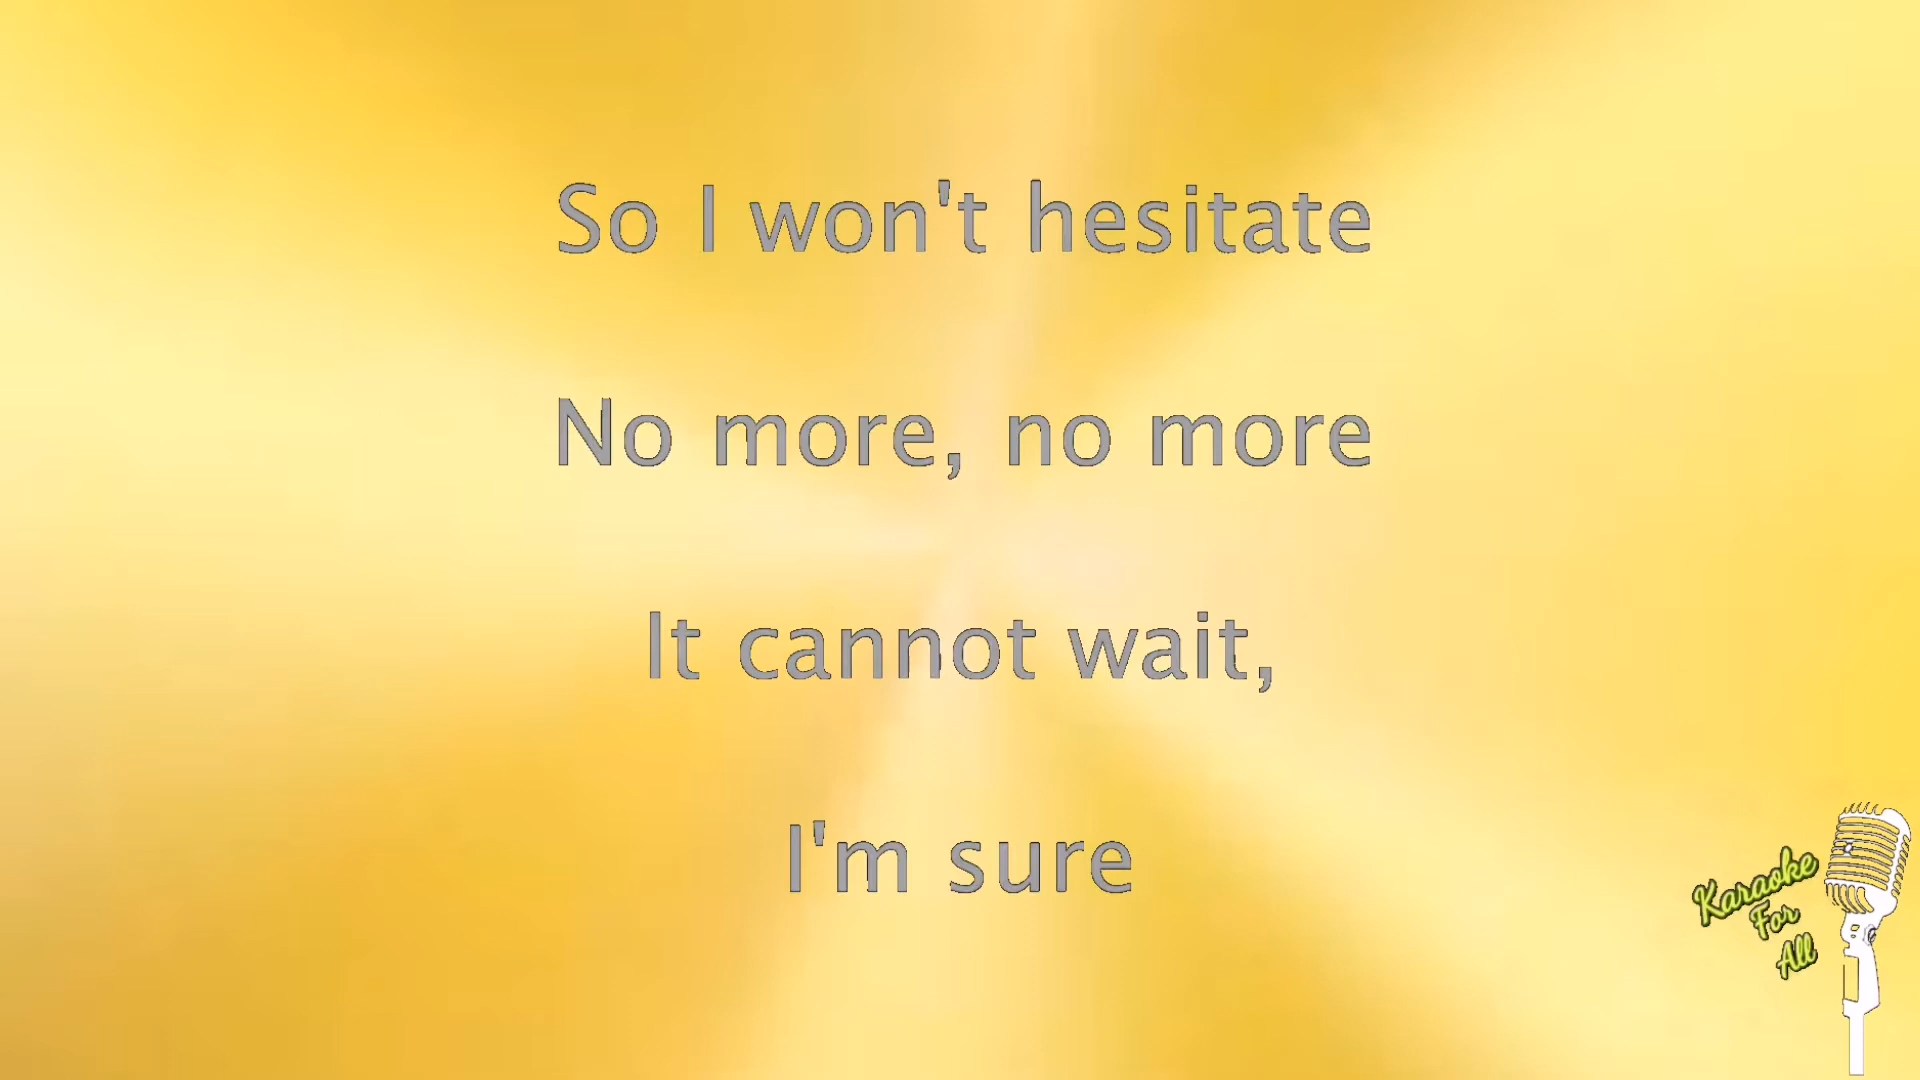 So I won't hesitate
No more, no more
It cannot wait,
I'm sure
Karaoke
For
All